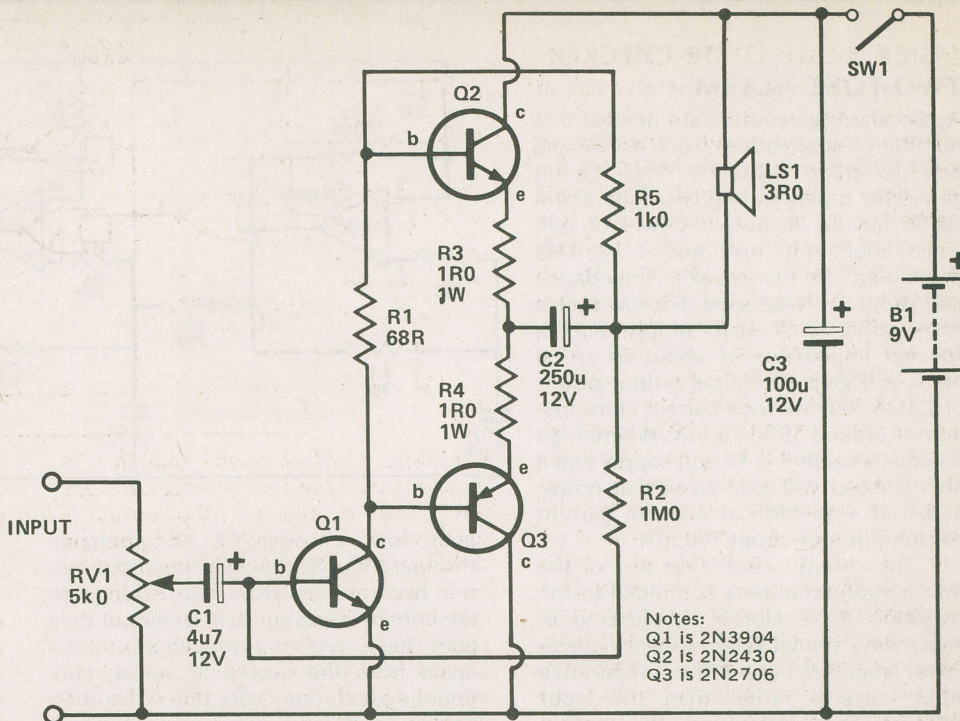 SW1
Q2
c
b
e
LS1
3R0
R5
1k0
R3
1R0
1W
+
B1
9V
R1
68R
+
+
C2
250u
12V
C3
100u
12V
R4
1R0
1W
e
b
INPUT
Q1
c
Q3
c
R2
1M0
RV1
5k0
+
b
C1
4u7
12V
e
Notes:
Q1 is 2N3904
Q2 is 2N2430
Q3 is 2N2706